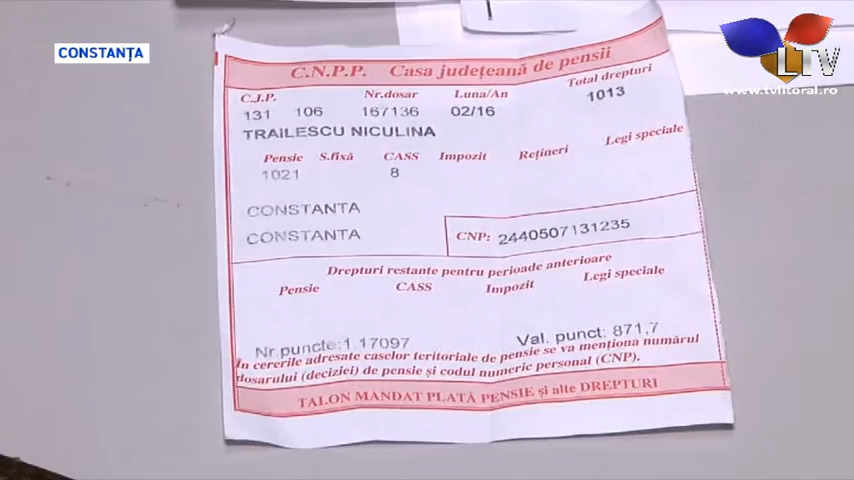 CONSTANȚA
LTV
www.tvlitoral.ro
C.N.P.P. Casa județeană de pensii
C.J.P. Nr.dosar Luna/An Total drepturi
131 106 167136 02/16 1013
TRAILESCU NICULINA
Pensie S.fixă CASS Impozit Rețineri Legi speciale
1021 8
CONSTANTA
CONSTANTA
CNP: 2440507131235
Drepturi restante pentru perioade anterioare
Pensie CASS Impozit Legi speciale
Nr.puncte:1.17097 Val. punct: 871,7
În cererile adresate caselor teritoriale de pensie se va menționa numărul
dosarului (deciziei) de pensie și codul numeric personal (CNP).
TALON MANDAT PLATĂ PENSIE și alte DREPTURI